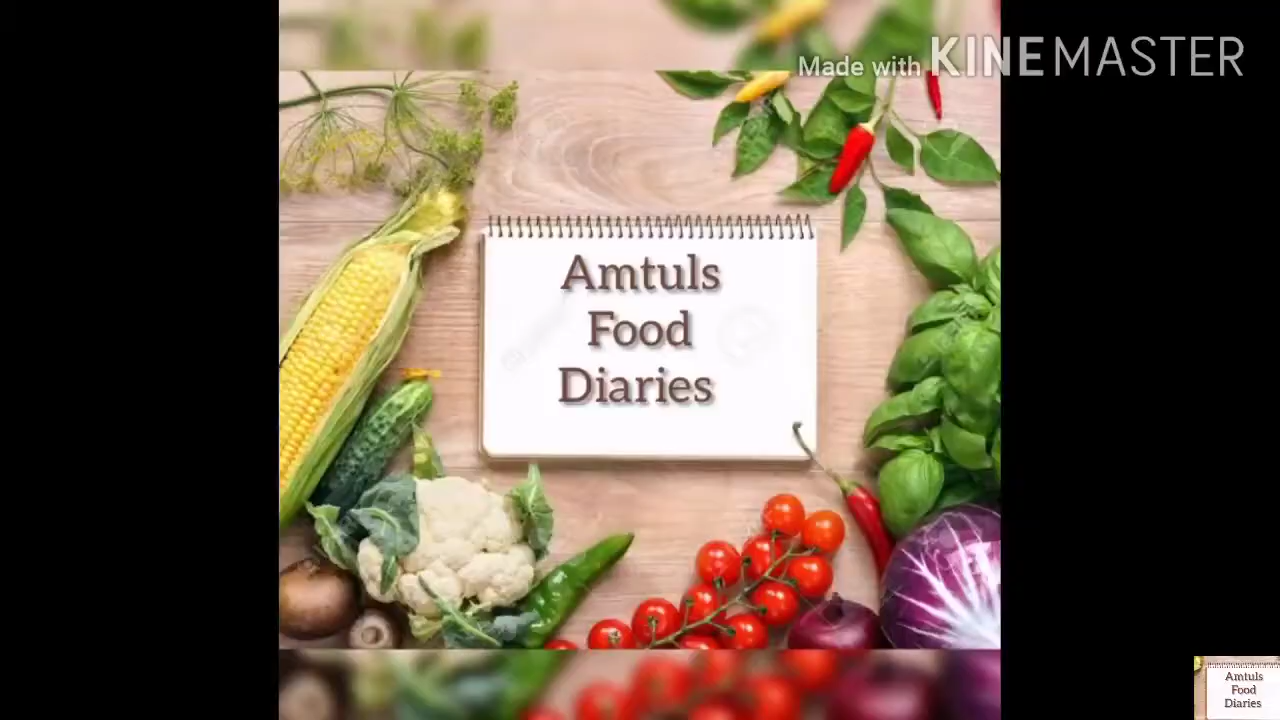 Made with KINEMASTER
Amtuls
Food
Diaries
Amtuls
Food
Diaries